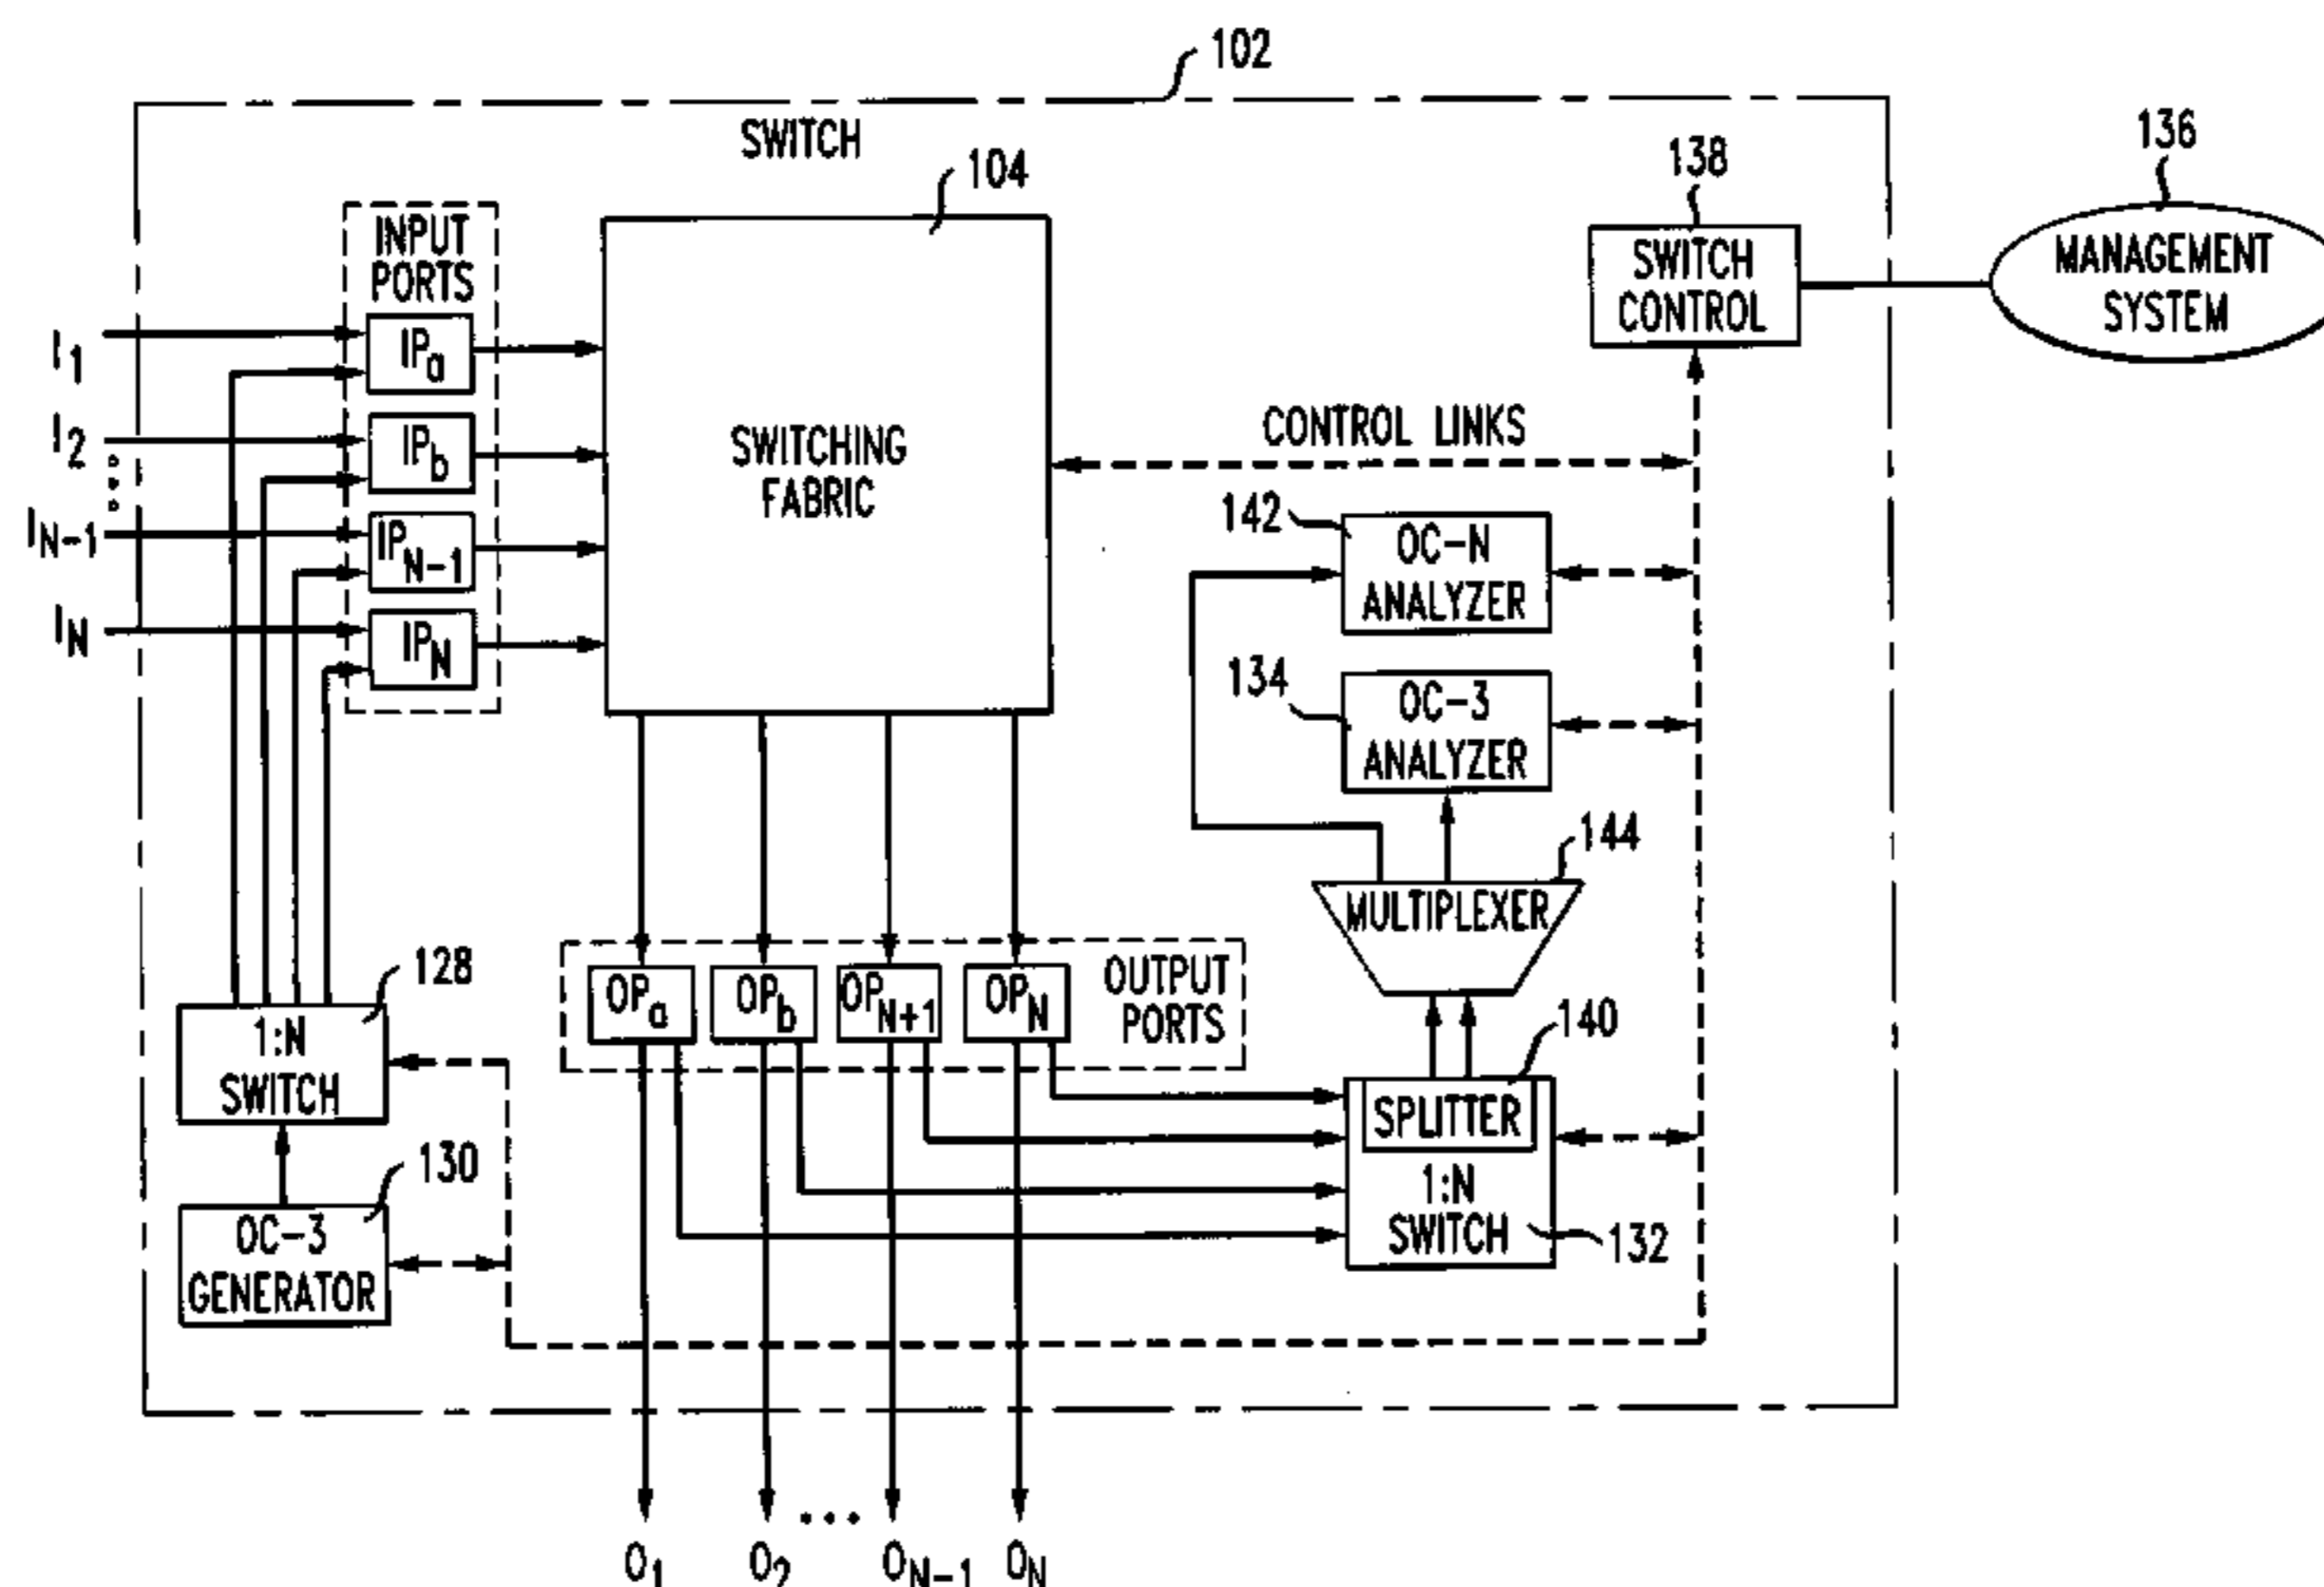 102
SWITCH
104
138
136
INPUT
PORTS
SWITCH
CONTROL
MANAGEMENT
SYSTEM
I1
IPa
I2
IPb
SWITCHING
FABRIC
CONTROL LINKS
IN-1
IPN-1
142
OC-N
ANALYZER
IN
IPN
134
OC-3
ANALYZER
144
MULTIPLEXER
128
1:N
SWITCH
OPa
OPb
OPN+1
OPN
OUTPUT
PORTS
140
SPLITTER
1:N
SWITCH
132
130
OC-3
GENERATOR
O1
O2
...
ON-1
ON